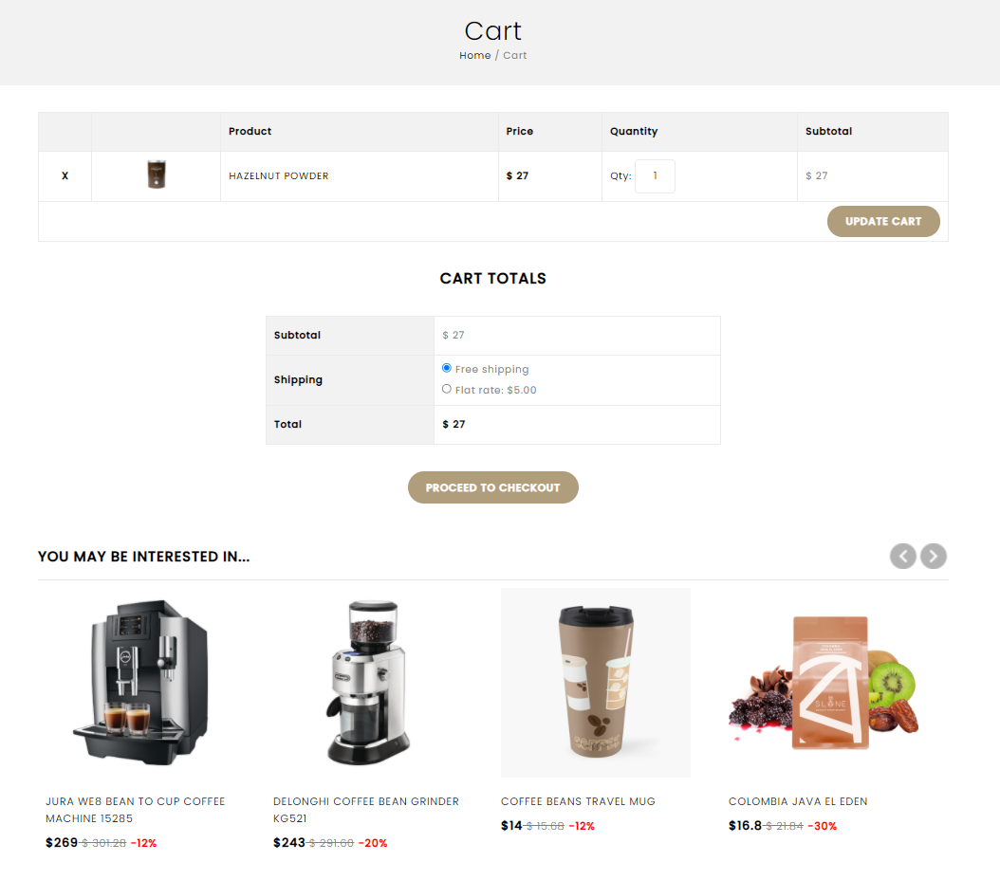 Cart
Home / Cart
Product Price Quantity Subtotal
X HAZELNUT POWDER $ 27 Qty: 1 $ 27
UPDATE CART
CART TOTALS
Subtotal $ 27
Shipping Free shipping
Flat rate: $5.00
Total $ 27
PROCEED TO CHECKOUT
YOU MAY BE INTERESTED IN...
jura
SLONE
JURA WE8 BEAN TO CUP COFFEE MACHINE 15285
DELONGHI COFFEE BEAN GRINDER KG521
COFFEE BEANS TRAVEL MUG
COLOMBIA JAVA EL EDEN
$269 $ 301.28 -12%
$243 $ 291.60 -20%
$14 $ 15.68 -12%
$16.8 $ 21.84 -30%